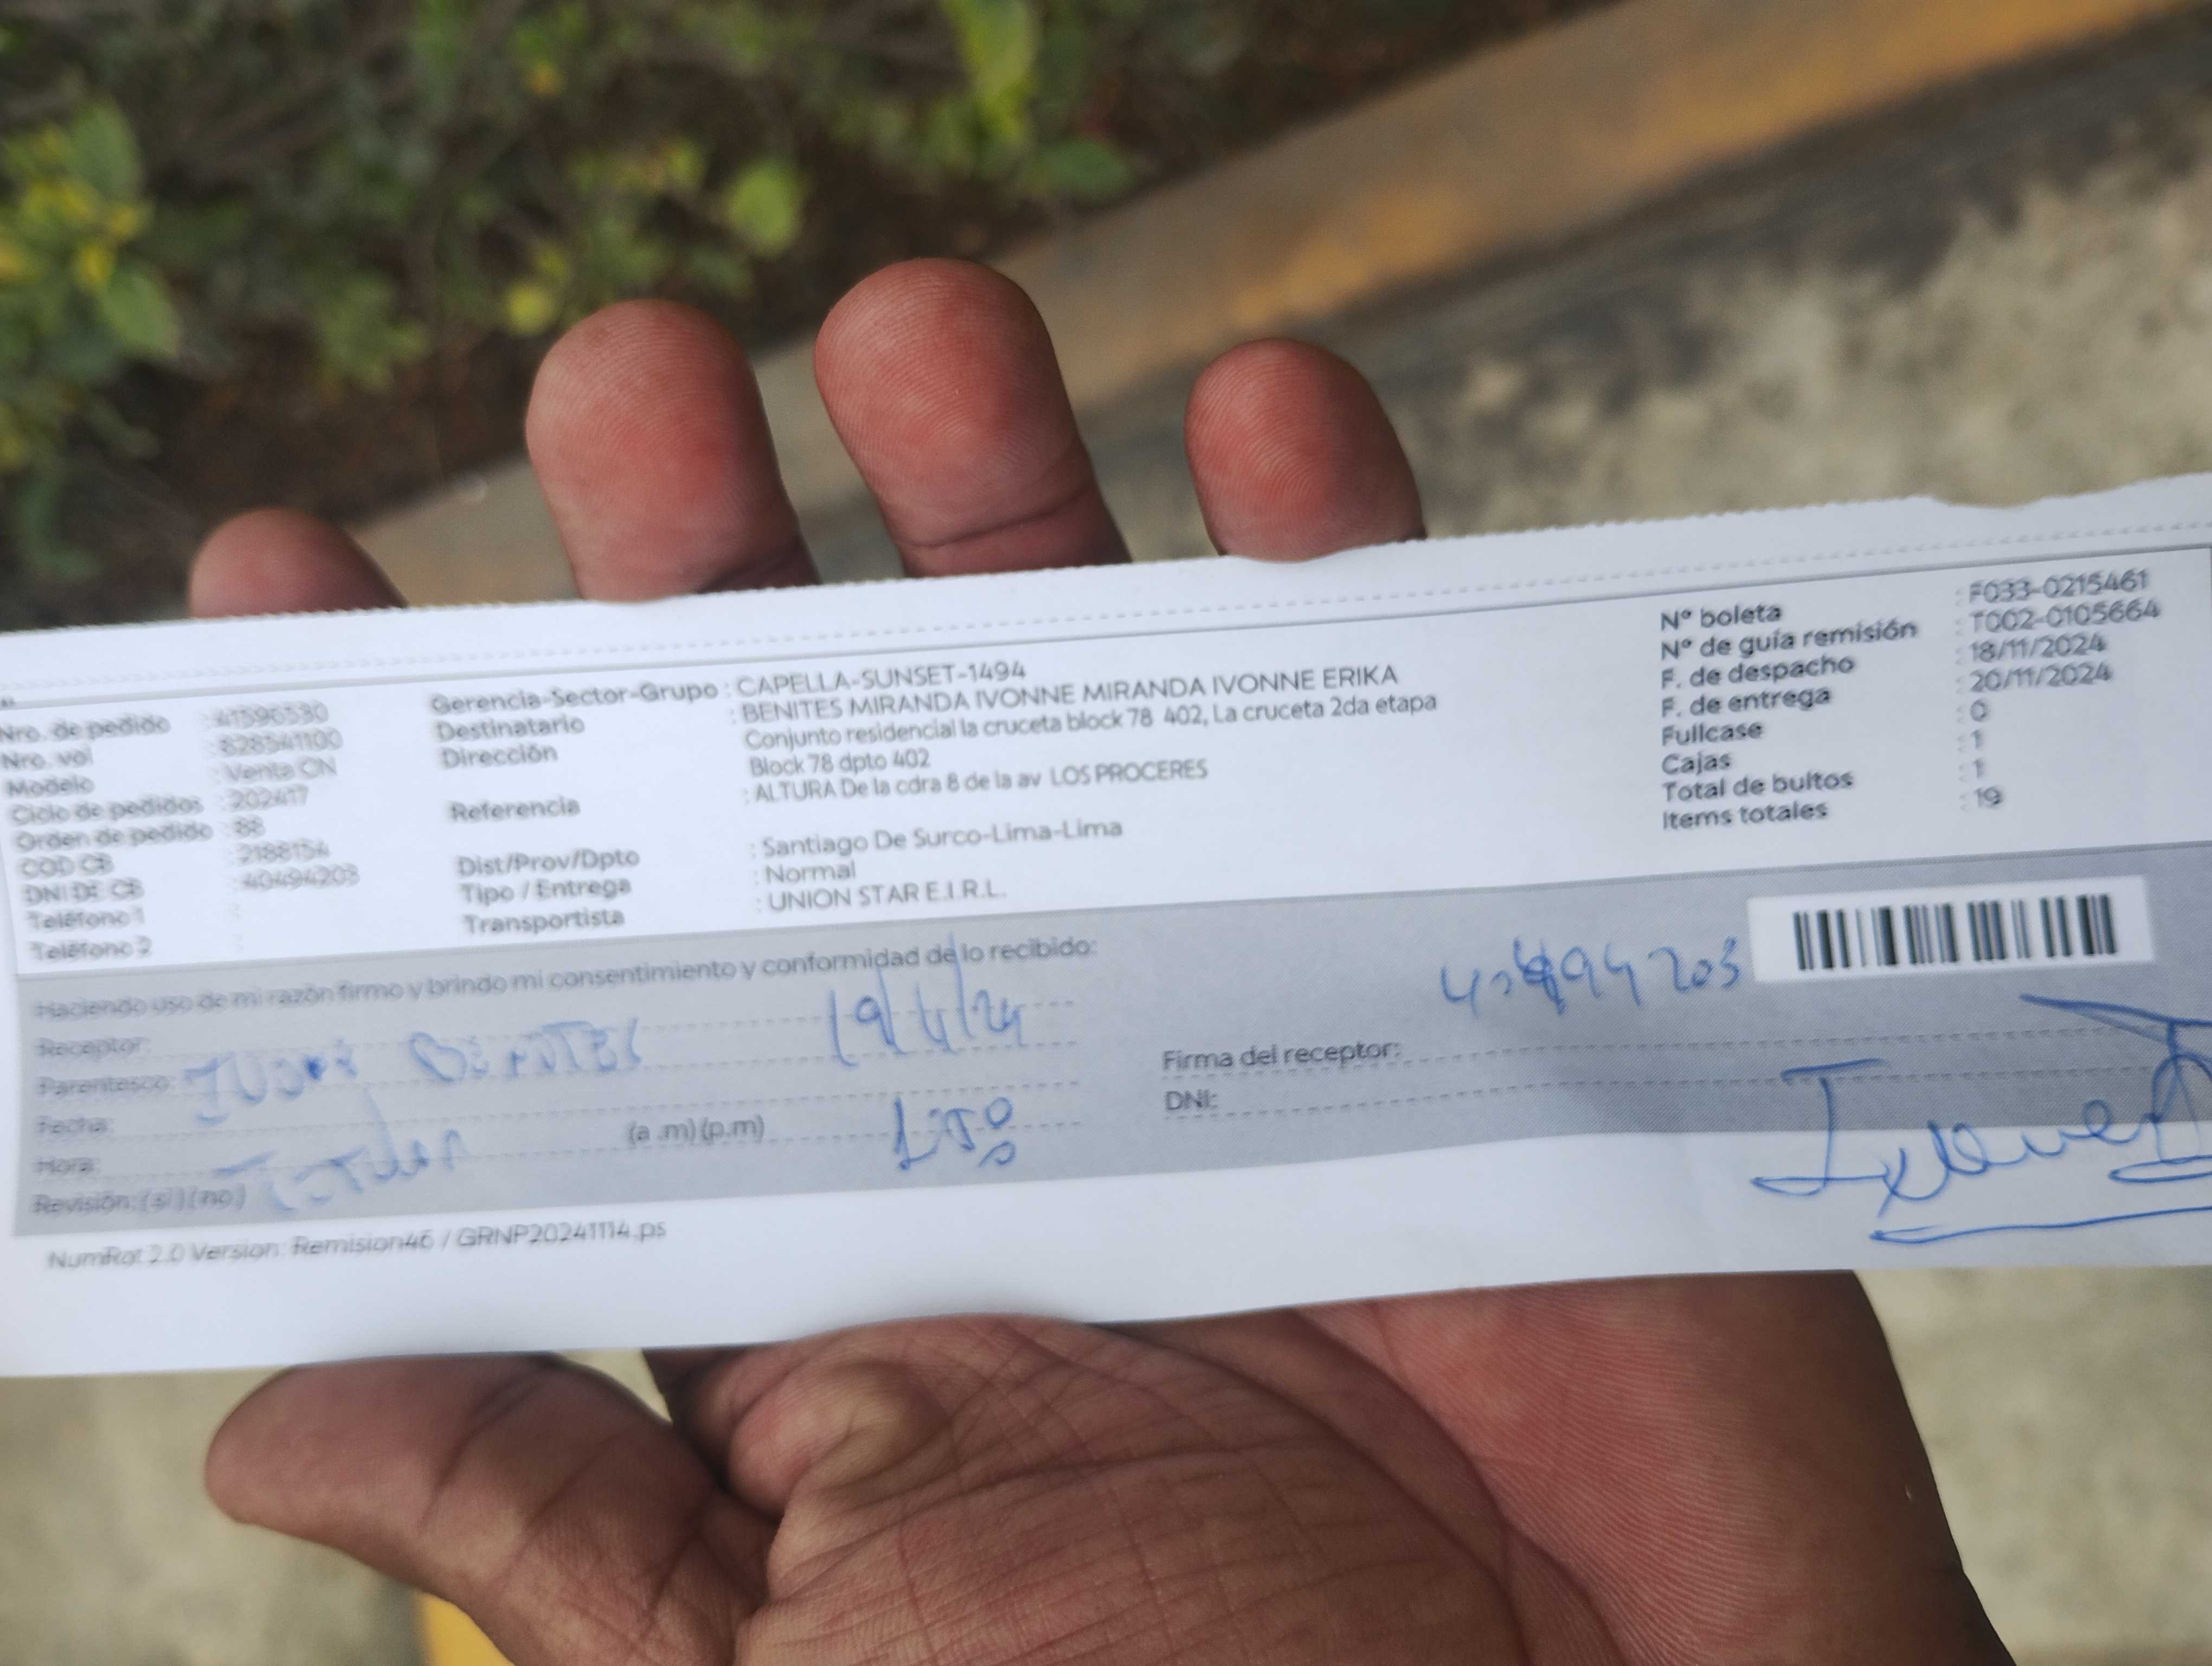 Nro. de pedido : 41590530
Nro. vol : 828541100
Modelo : Venta CN
Ciclo de pedidos : 202417
Orden de pedido : 88
COD CB : 2188154
DNI DE CB : 40494203
Teléfono 1 :
Teléfono 2 :
Gerencia-Sector-Grupo : CAPELLA-SUNSET-1494
Destinatario : BENITES MIRANDA IVONNE MIRANDA IVONNE ERIKA
Dirección : Conjunto residencial la cruceta block 78 402, La cruceta 2da etapa
Block 78 dpto 402
Referencia : ALTURA De la cdra 8 de la av LOS PROCERES
Dist/Prov/Dpto : Santiago De Surco-Lima-Lima
Tipo / Entrega : Normal
Transportista : UNION STAR E.I.R.L.
Nº boleta : F033-0215461
Nº de guía remisión : T002-0105664
F. de despacho : 18/11/2024
F. de entrega : 20/11/2024
Fullcase : 0
Cajas : 1
Total de bultos : 1
Items totales : 19
Haciendo uso de mi razón firmo y brindo mi consentimiento y conformidad de lo recibido:
Receptor:
Parentesco:
Fecha:
Hora: (a .m) (p.m)
Revisión: (si) (no)
BENITES
19/11/24
Titular
40494203
Firma del receptor:
DNI:
NumRot 2.0 Version: Remision46 / GRNP20241114.ps